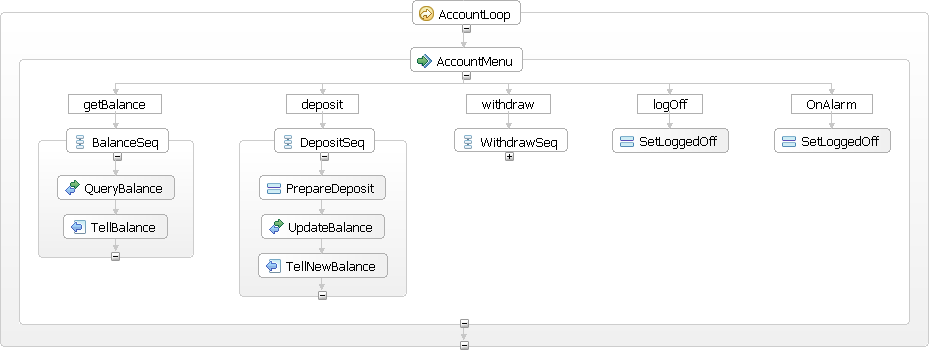 AccountLoop
AccountMenu
getBalance
deposit
withdraw
logOff
OnAlarm
BalanceSeq
DepositSeq
WithdrawSeq
SetLoggedOff
SetLoggedOff
QueryBalance
PrepareDeposit
TellBalance
UpdateBalance
TellNewBalance